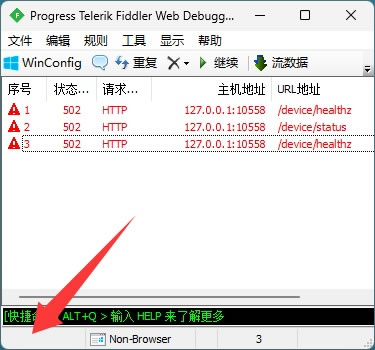 Progress Telerik Fiddler Web Debugg...
文件 编辑 规则 工具 显示 帮助
WinConfig 重复 继续 流数据
序号 状态... 请求... 主机地址 URL地址
1 502 HTTP 127.0.0.1:10558 /device/healthz
2 502 HTTP 127.0.0.1:10558 /device/status
3 502 HTTP 127.0.0.1:10558 /device/healthz
[快捷 ALT+Q > 输入 HELP 来了解更多
Non-Browser 3